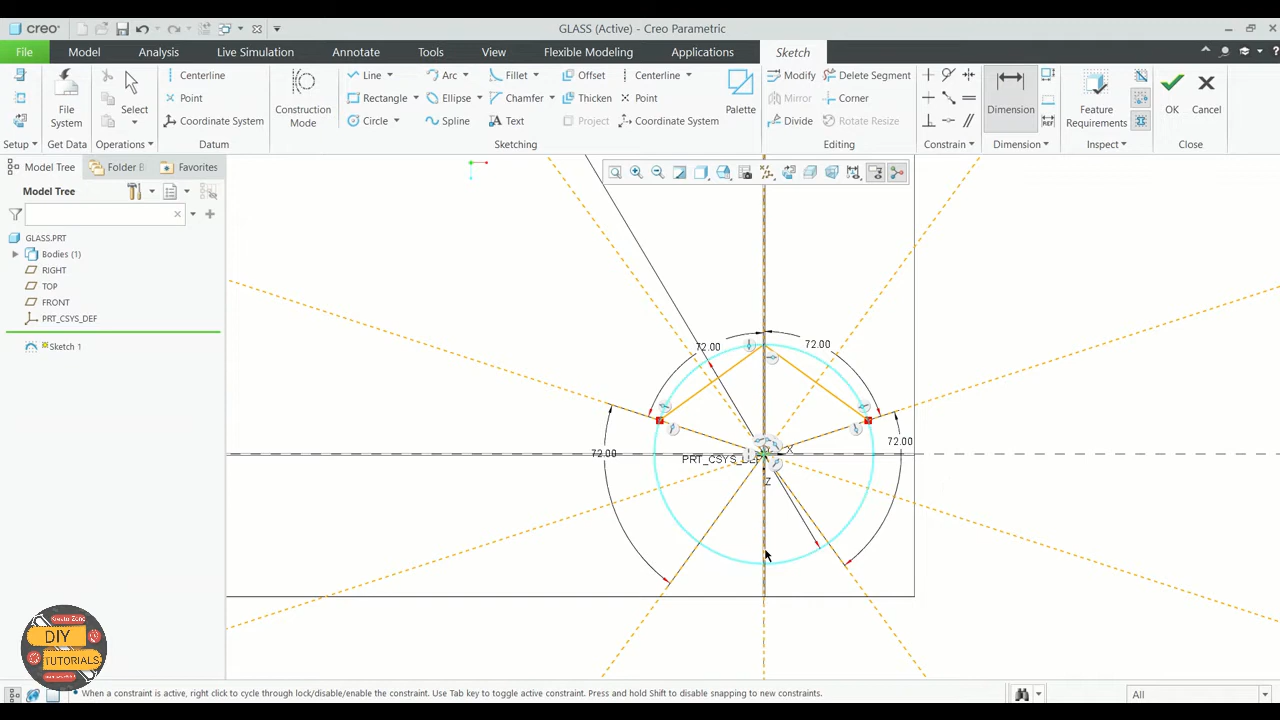 creo
GLASS (Active) - Creo Parametric
File
Model
Analysis
Live Simulation
Annotate
Tools
View
Flexible Modeling
Applications
Sketch
Centerline
Line
Arc
Fillet
Offset
Centerline
Modify
Delete Segment
File System
Select
Point
Construction Mode
Rectangle
Ellipse
Chamfer
Thicken
Point
Palette
Mirror
Corner
Dimension
Feature Requirements
OK
Cancel
Coordinate System
Circle
Spline
Text
Project
Coordinate System
Divide
Rotate Resize
Setup
Get Data
Operations
Datum
Sketching
Editing
Constrain
Dimension
Inspect
Close
Model Tree
Folder B
Favorites
Model Tree
GLASS.PRT
Bodies (1)
RIGHT
TOP
FRONT
PRT_CSYS_DEF
Sketch 1
72.00
72.00
72.00
72.00
PRT_CSYS_DEF
X
Z
Kreato Zone
DIY
TUTORIALS
When a constraint is active, right click to cycle through lock/disable/enable the constraint. Use Tab key to toggle active constraint. Press and hold Shift to disable snapping to new constraints.
All